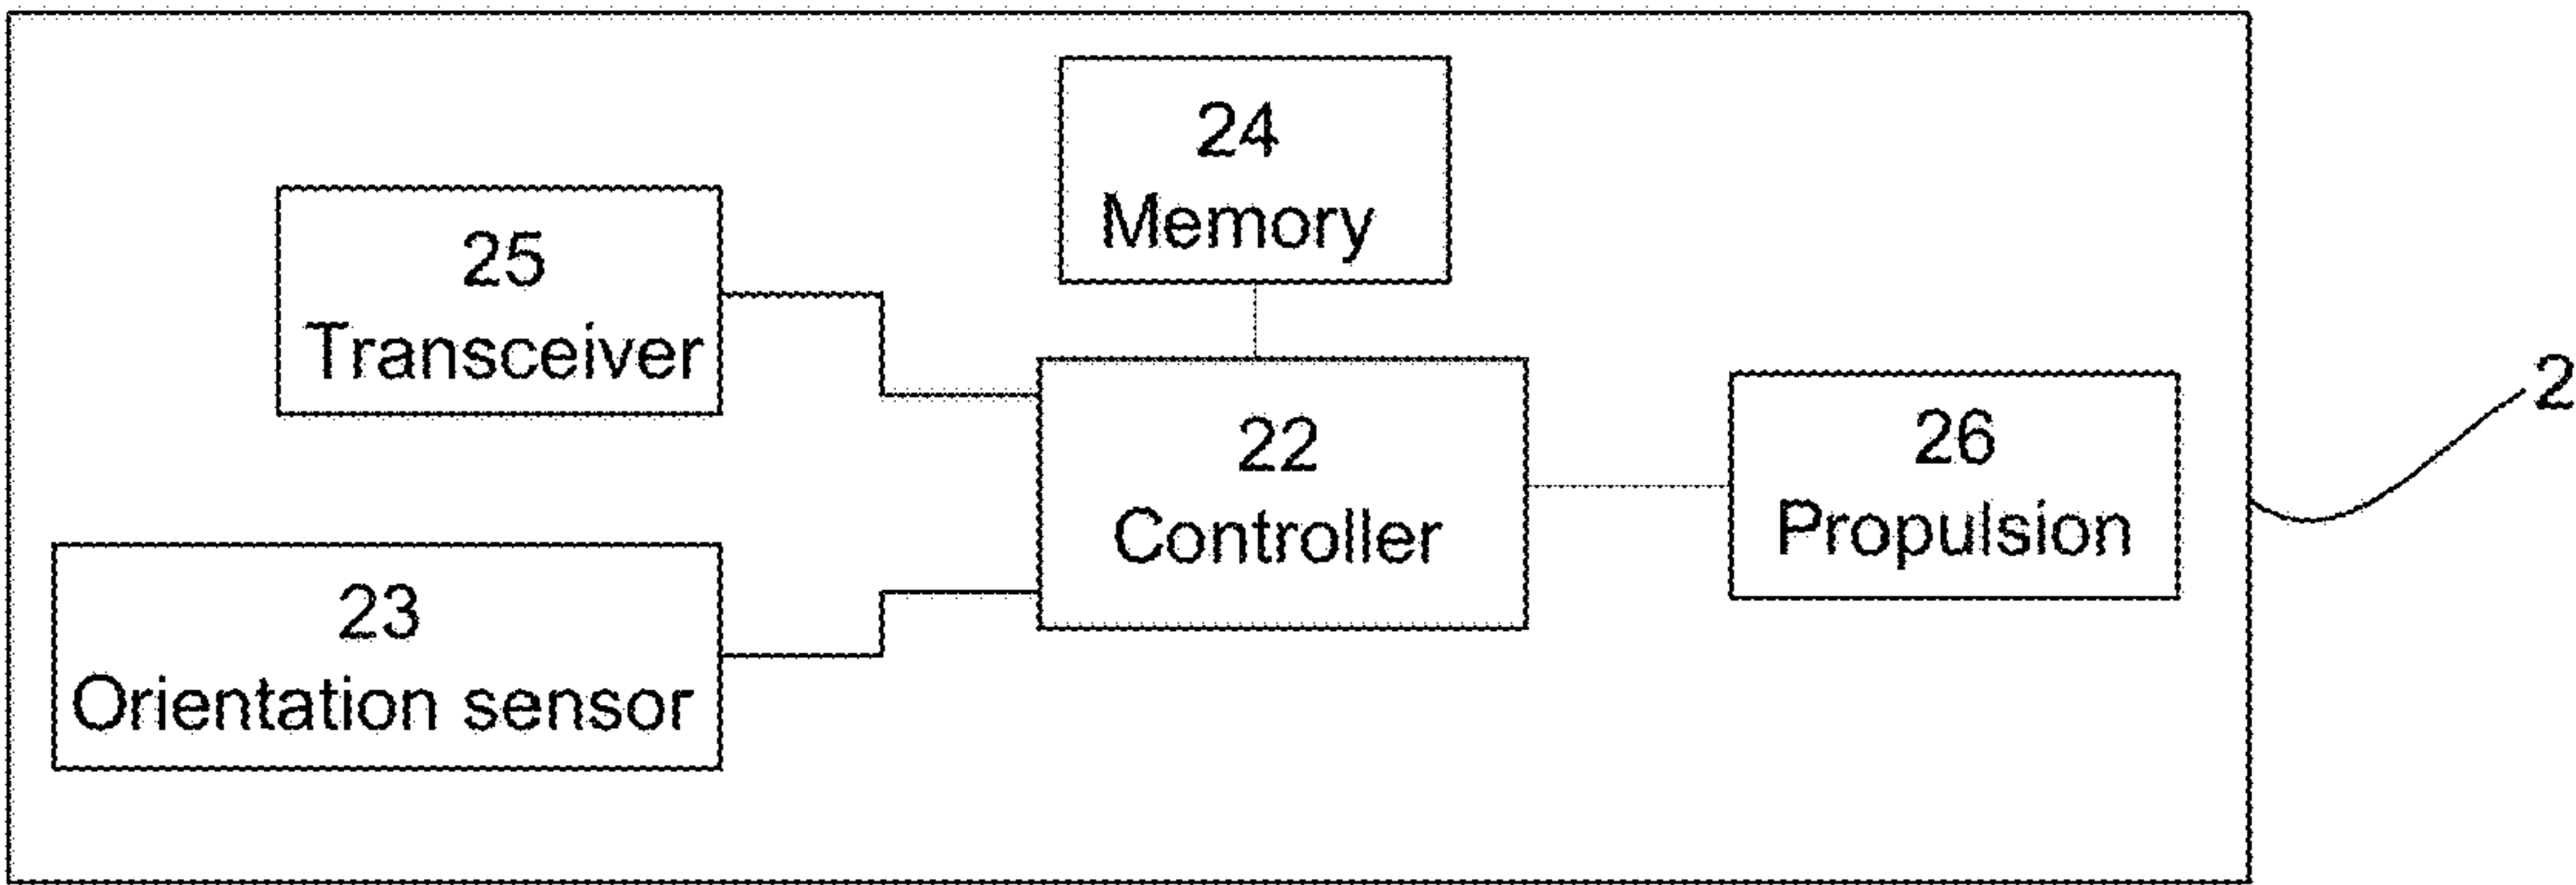 24
Memory
25
Transceiver
22
Controller
26
Propulsion
2
23
Orientation sensor